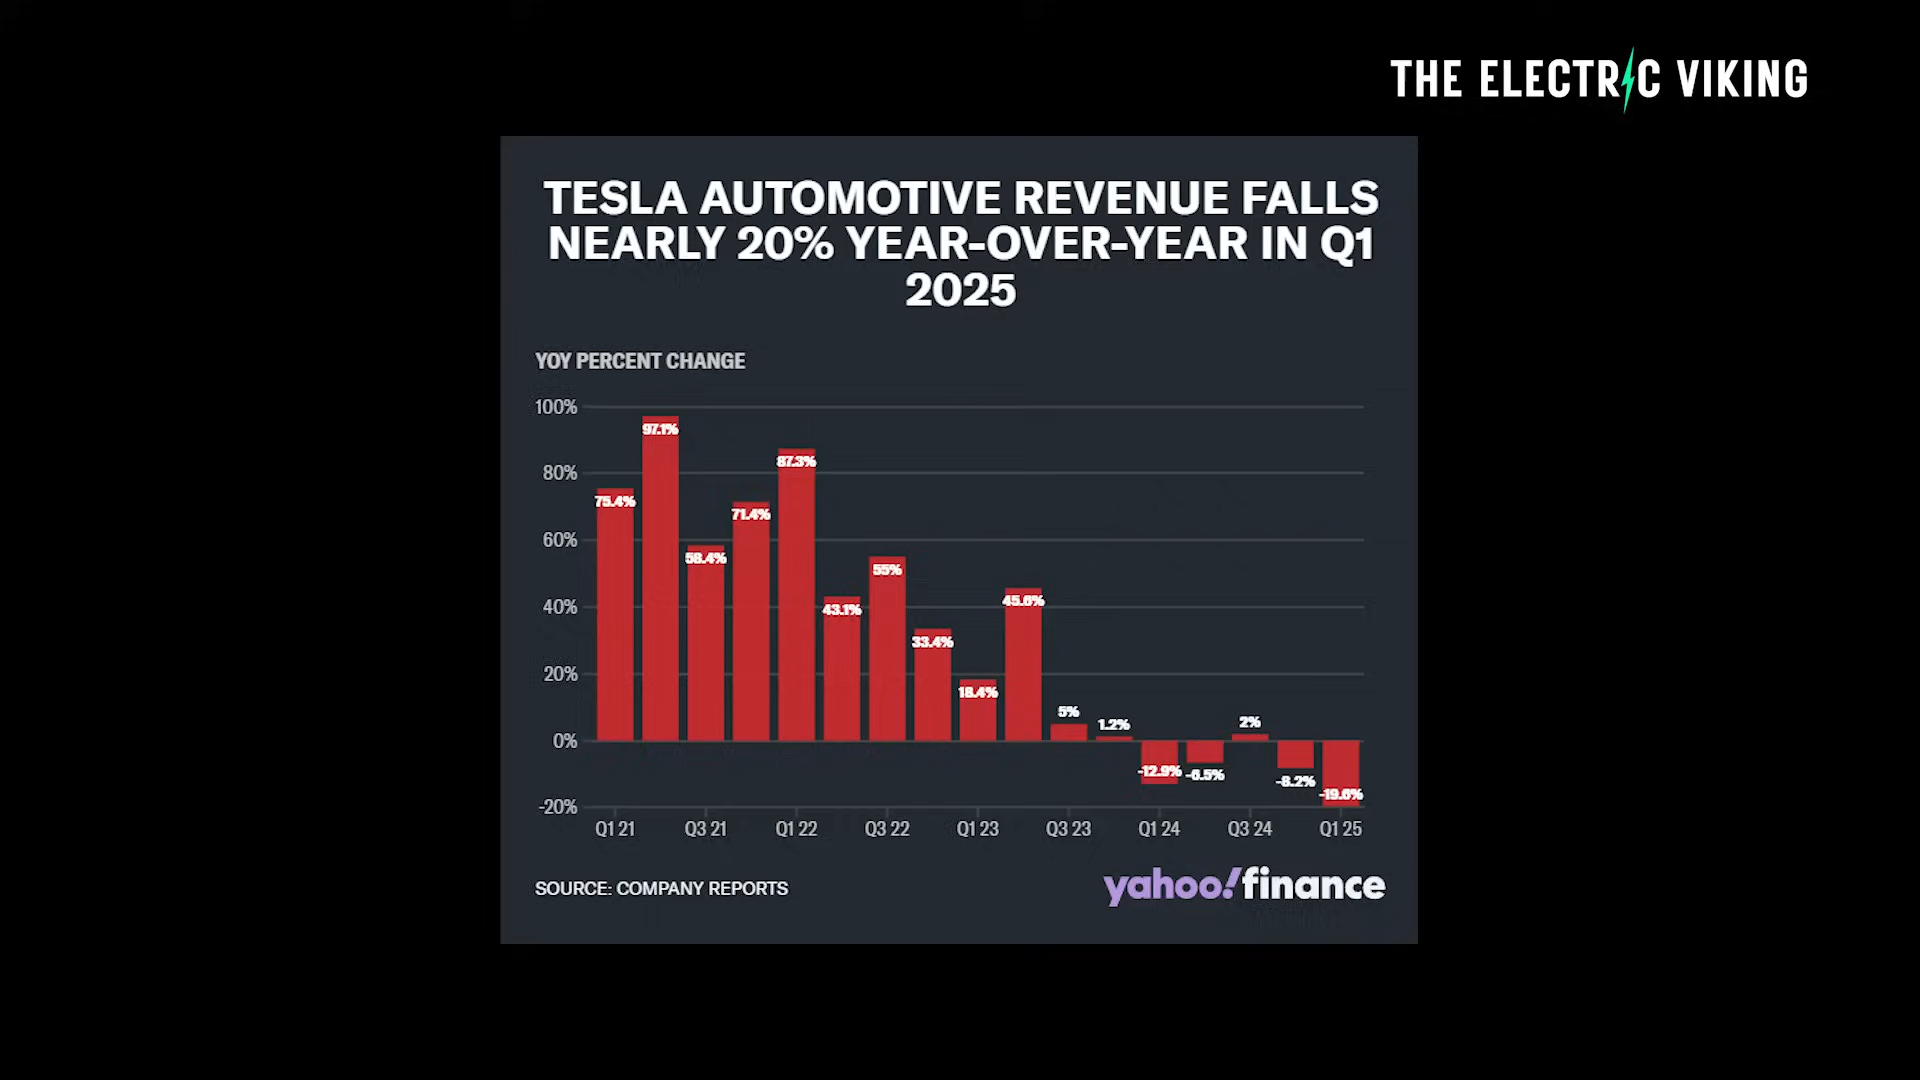 THE ELECTRIC VIKING
TESLA AUTOMOTIVE REVENUE FALLS
NEARLY 20% YEAR-OVER-YEAR IN Q1
2025
YOY PERCENT CHANGE
100%
80%
60%
40%
20%
0%
-20%
75.4%
97.1%
58.4%
71.4%
87.3%
43.1%
55%
33.4%
18.4%
45.6%
5%
1.2%
-12.9%
-6.5%
2%
-8.2%
-19.6%
Q1 21
Q3 21
Q1 22
Q3 22
Q1 23
Q3 23
Q1 24
Q3 24
Q1 25
SOURCE: COMPANY REPORTS
yahoo!finance